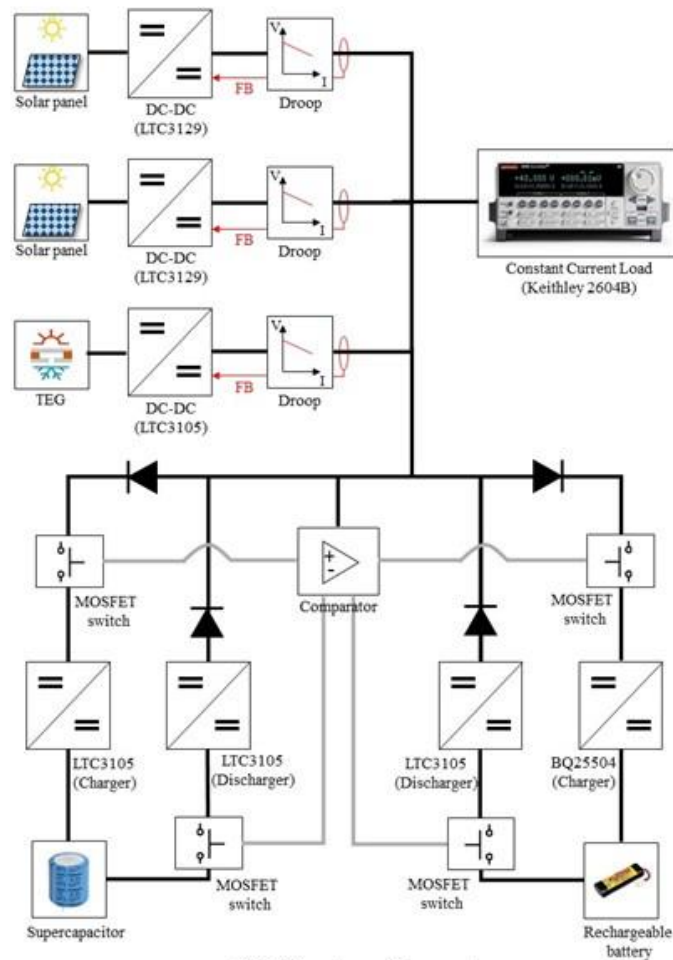 Solar panel
DC-DC
(LTC3129)
FB
V
I
Droop
Solar panel
DC-DC
(LTC3129)
FB
V
I
Droop
Constant Current Load
(Keithley 2604B)
TEG
DC-DC
(LTC3105)
FB
V
I
Droop
MOSFET
switch
+
-
Comparator
MOSFET
switch
LTC3105
(Charger)
LTC3105
(Discharger)
LTC3105
(Discharger)
BQ25504
(Charger)
MOSFET
switch
MOSFET
switch
Supercapacitor
Rechargeable
battery